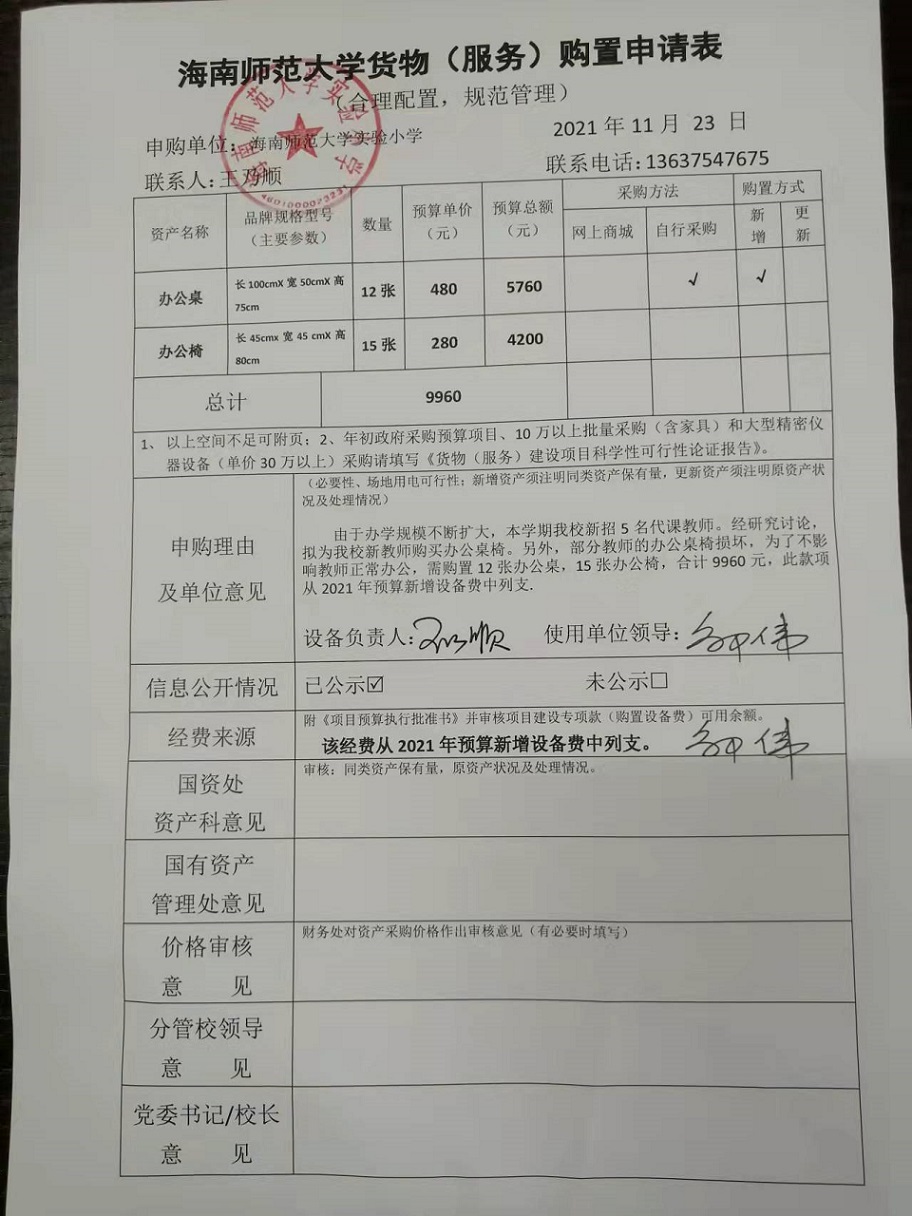 海南师范大学货物（服务）购置申请表
（合理配置，规范管理）
申购单位：海南师范大学实验小学
2021 年 11 月 23 日
联系人：王乃顺
联系电话：13637547675
4601000023231
资产名称 品牌规格型号（主要参数） 数量 预算单价（元） 预算总额（元） 采购方法 购置方式
网上商城 自行采购 新增 更新
办公桌 长 100cmX 宽 50cmX 高 75cm 12 张 480 5760 √ √
办公椅 长 45cmx 宽 45 cmX 高 80cm 15 张 280 4200
总计 9960
1、 以上空间不足可附页：2、年初政府采购预算项目、10 万以上批量采购（含家具）和大型精密仪
器设备（单价 30 万以上）采购请填写《货物（服务）建设项目科学性可行性论证报告》。
申购理由
及单位意见
（必要性、场地用电可行性；新增资产须注明同类资产保有量，更新资产须注明原资产状
况及处理情况）
由于办学规模不断扩大，本学期我校新招 5 名代课教师。经研究讨论，
拟为我校新教师购买办公桌椅。另外，部分教师的办公桌椅损坏，为了不影
响教师正常办公，需购置 12 张办公桌，15 张办公椅，合计 9960 元，此款项
从 2021 年预算新增设备费中列支.
设备负责人：王乃顺 使用单位领导：
信息公开情况 已公示☑ 未公示☐
经费来源
附《项目预算执行批准书》并审核项目建设专项款（购置设备费）可用余额。
该经费从 2021 年预算新增设备费中列支。
国资处
资产科意见
审核：同类资产保有量，原资产状况及处理情况。
国有资产
管理处意见
价格审核
意 见
财务处对资产采购价格作出审核意见（有必要时填写）
分管校领导
意 见
党委书记/校长
意 见